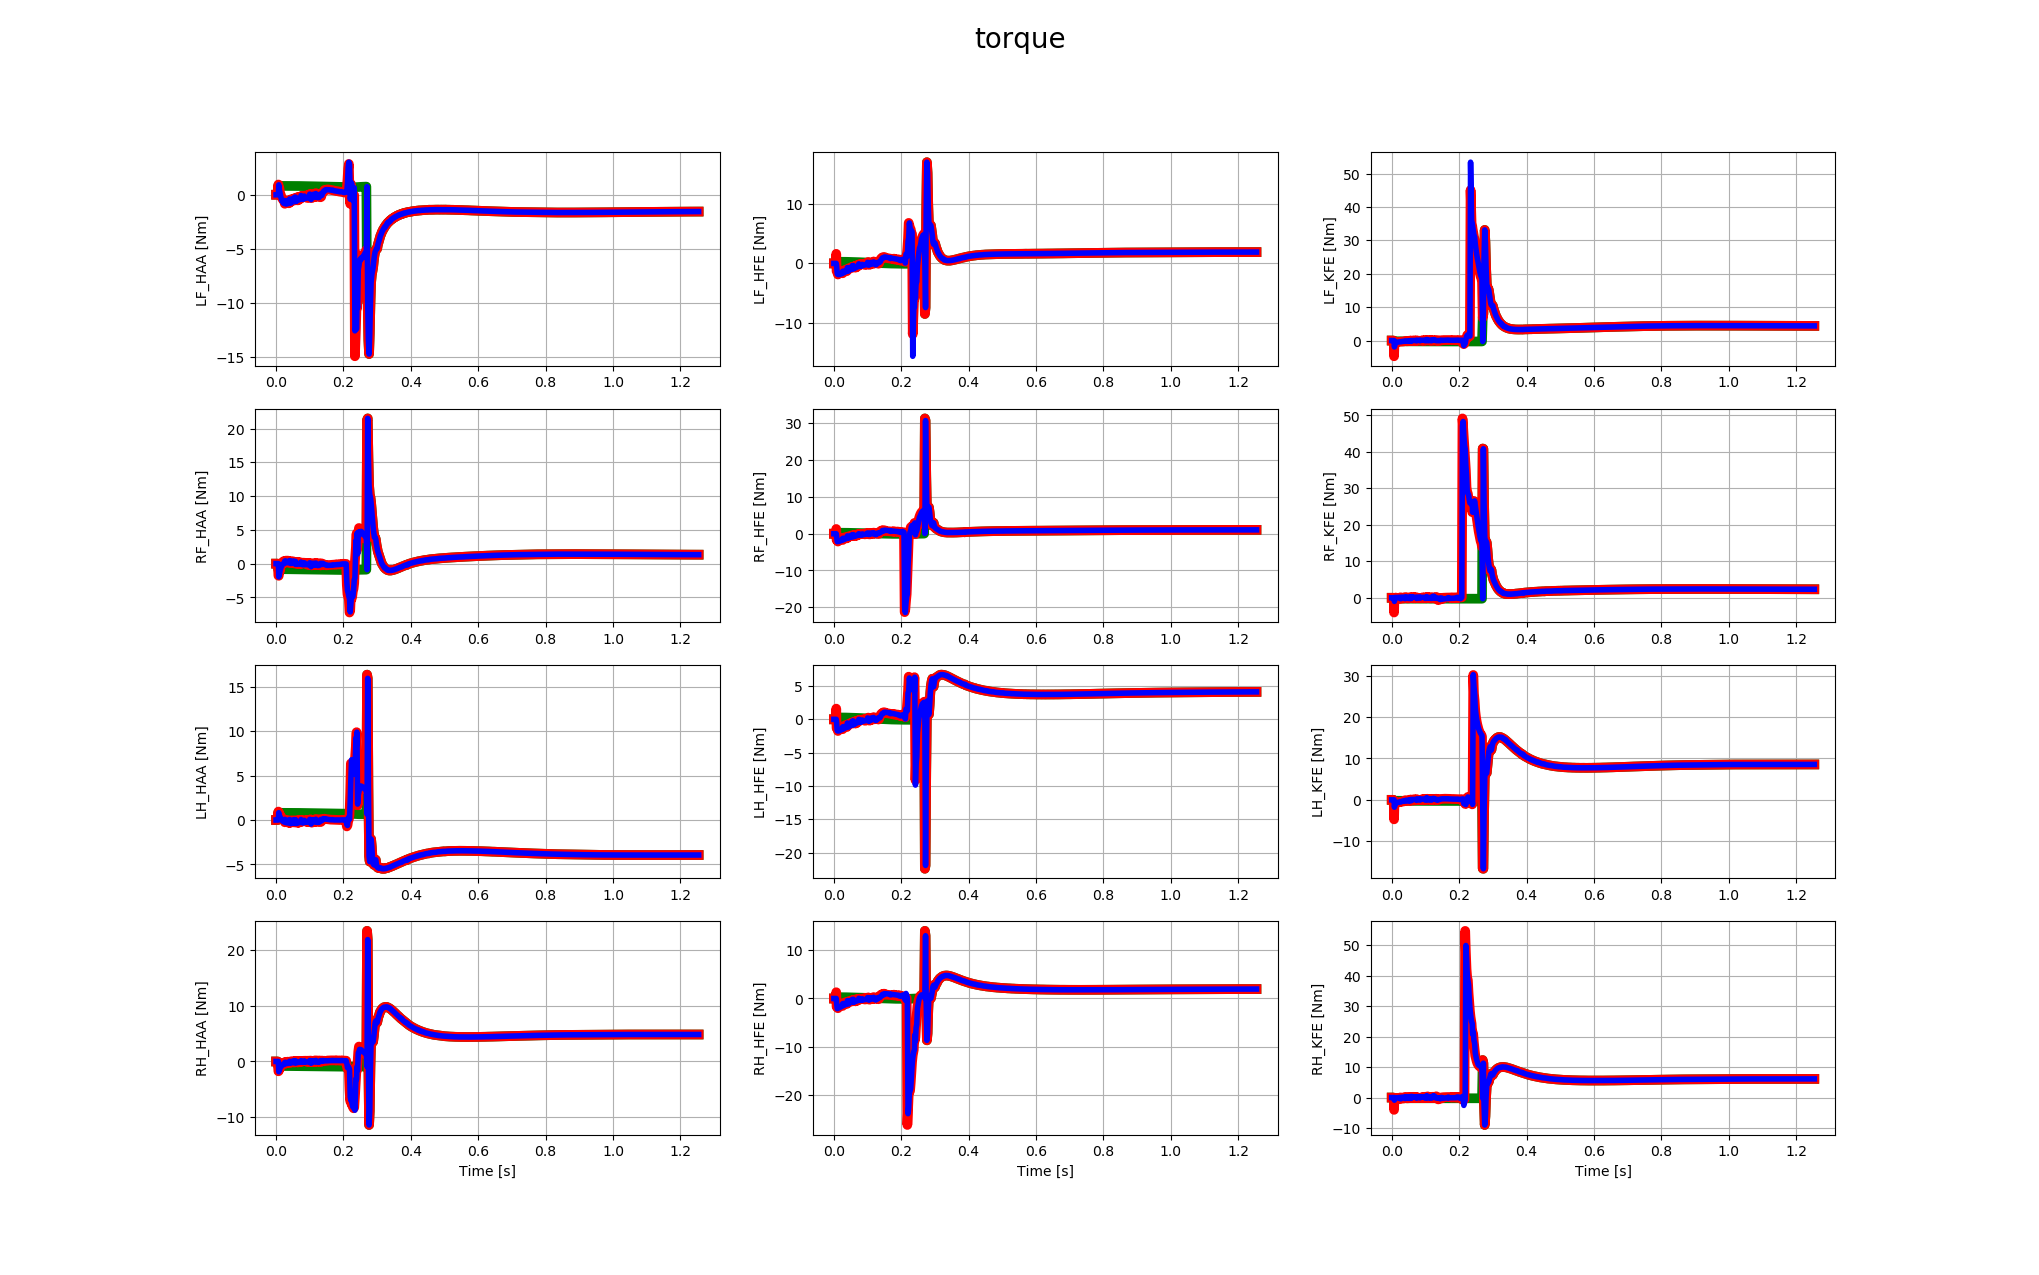 torque
LF_HAA [Nm]
0
−5
−10
−15
0.0 0.2 0.4 0.6 0.8 1.0 1.2
LF_HFE [Nm]
10
0
−10
0.0 0.2 0.4 0.6 0.8 1.0 1.2
LF_KFE [Nm]
50
40
30
20
10
0
0.0 0.2 0.4 0.6 0.8 1.0 1.2
RF_HAA [Nm]
20
15
10
5
0
−5
0.0 0.2 0.4 0.6 0.8 1.0 1.2
RF_HFE [Nm]
30
20
10
0
−10
−20
0.0 0.2 0.4 0.6 0.8 1.0 1.2
RF_KFE [Nm]
50
40
30
20
10
0
0.0 0.2 0.4 0.6 0.8 1.0 1.2
LH_HAA [Nm]
15
10
5
0
−5
0.0 0.2 0.4 0.6 0.8 1.0 1.2
LH_HFE [Nm]
5
0
−5
−10
−15
−20
0.0 0.2 0.4 0.6 0.8 1.0 1.2
LH_KFE [Nm]
30
20
10
0
−10
0.0 0.2 0.4 0.6 0.8 1.0 1.2
RH_HAA [Nm]
20
10
0
−10
0.0 0.2 0.4 0.6 0.8 1.0 1.2
Time [s]
RH_HFE [Nm]
10
0
−10
−20
0.0 0.2 0.4 0.6 0.8 1.0 1.2
Time [s]
RH_KFE [Nm]
50
40
30
20
10
0
−10
0.0 0.2 0.4 0.6 0.8 1.0 1.2
Time [s]